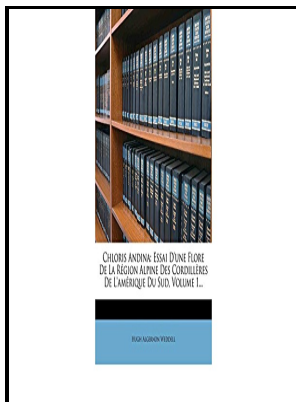 CHLORIS ANDINA: ESSAI D'UNE FLORE
DE LA RÉGION ALPINE DES CORDILLÈRES
DE L'AMÉRIQUE DU SUD, VOLUME 1...
HUGH ALGERNON WEDDELL